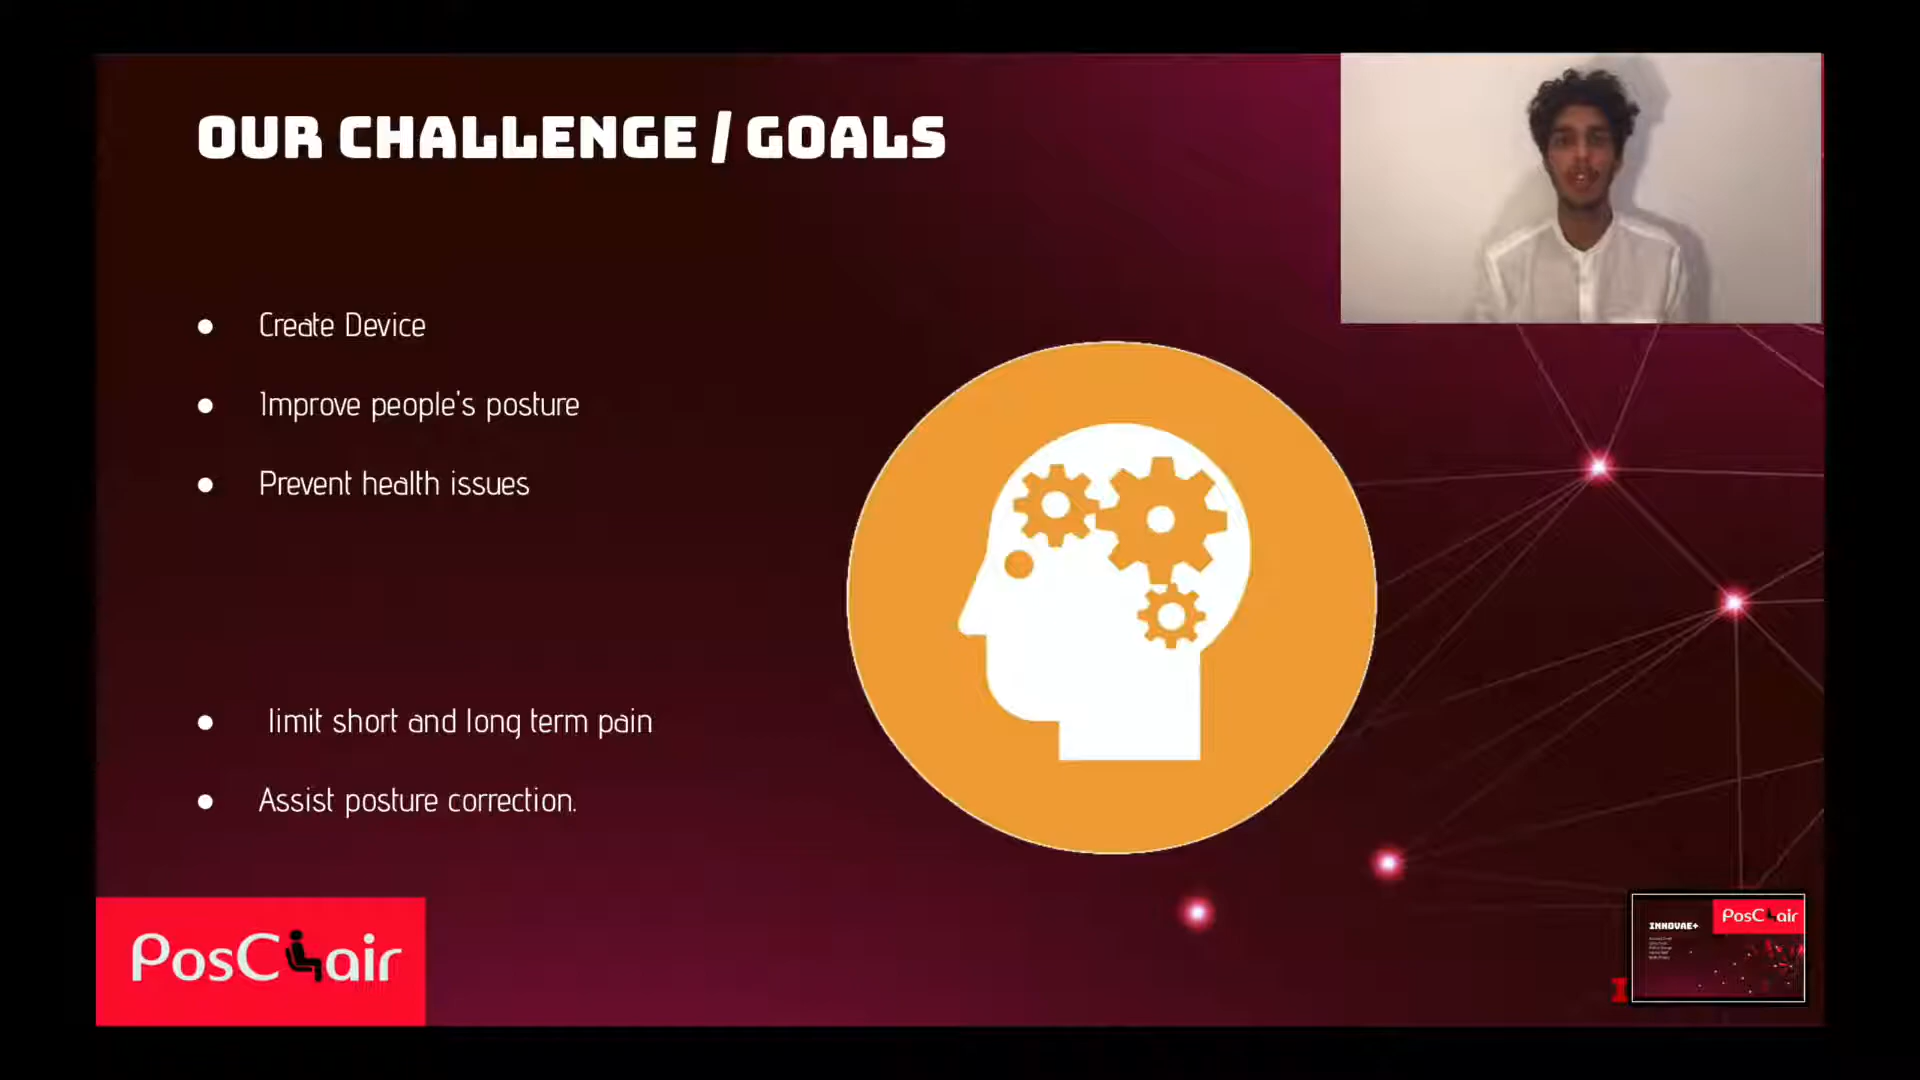 OUR CHALLENGE / GOALS
● Create Device
● Improve people's posture
● Prevent health issues
● limit short and long term pain
● Assist posture correction.
PosChair
PosChair
INNOVAE+
I